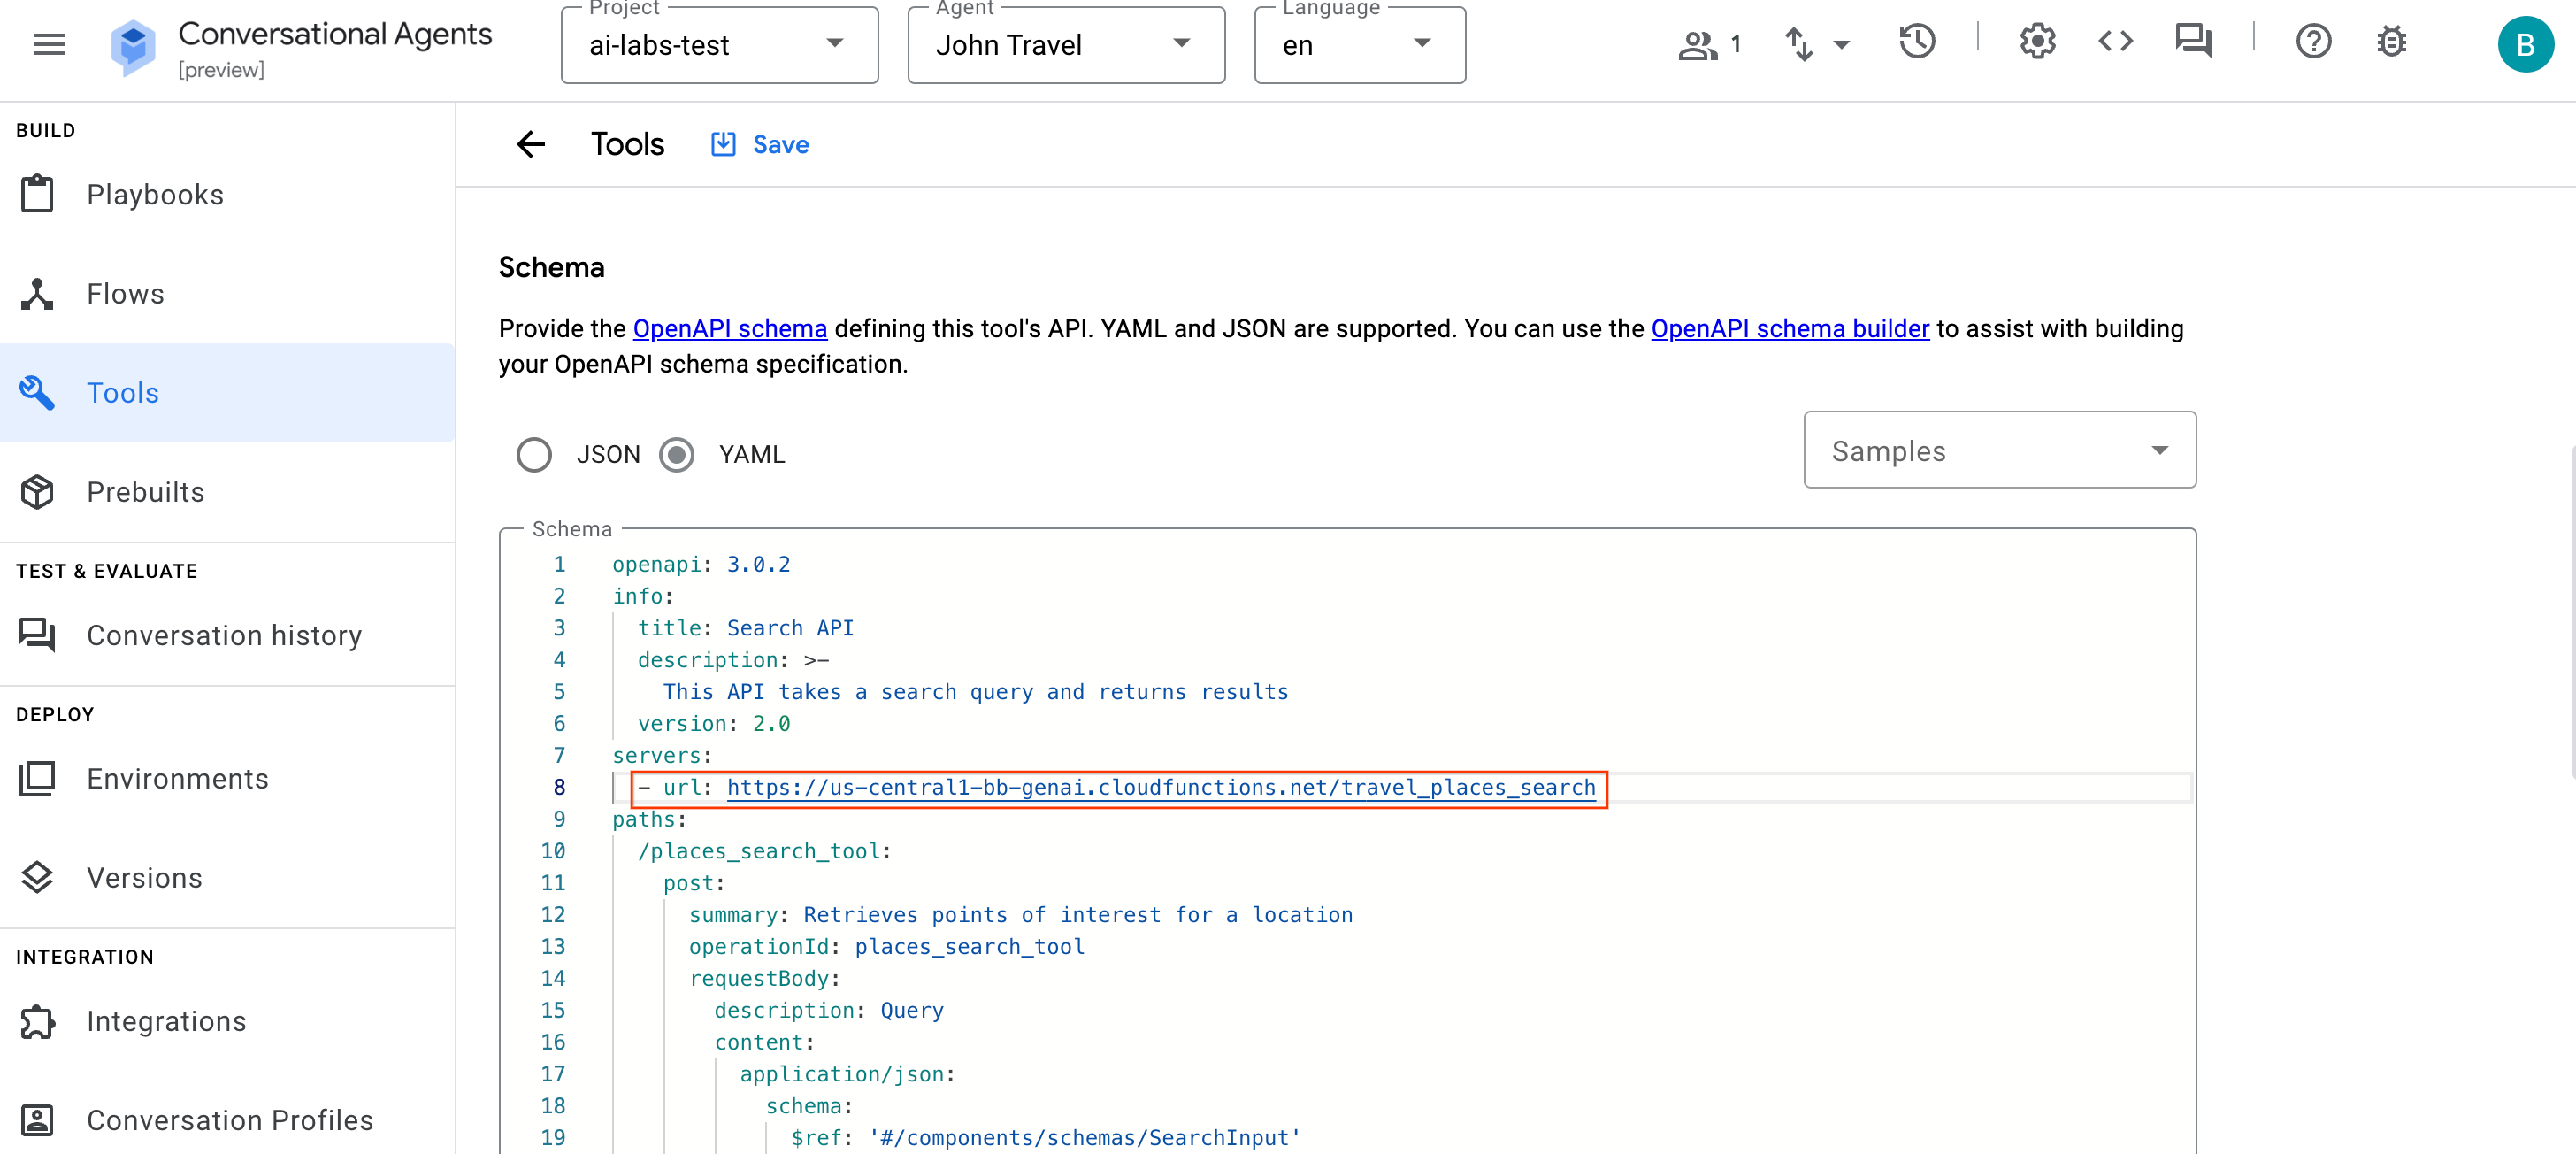 Conversational Agents
[preview]
Project
ai-labs-test
Agent
John Travel
Language
en
1
B
BUILD
Playbooks
Flows
Tools
Prebuilts
TEST & EVALUATE
Conversation history
DEPLOY
Environments
Versions
INTEGRATION
Integrations
Conversation Profiles
Tools
Save
Schema
Provide the OpenAPI schema defining this tool's API. YAML and JSON are supported. You can use the OpenAPI schema builder to assist with building
your OpenAPI schema specification.
JSON
YAML
Samples
Schema
1 openapi: 3.0.2
2 info:
3 title: Search API
4 description: >-
5 This API takes a search query and returns results
6 version: 2.0
7 servers:
8 - url: https://us-central1-bb-genai.cloudfunctions.net/travel_places_search
9 paths:
10 /places_search_tool:
11 post:
12 summary: Retrieves points of interest for a location
13 operationId: places_search_tool
14 requestBody:
15 description: Query
16 content:
17 application/json:
18 schema:
19 $ref: '#/components/schemas/SearchInput'